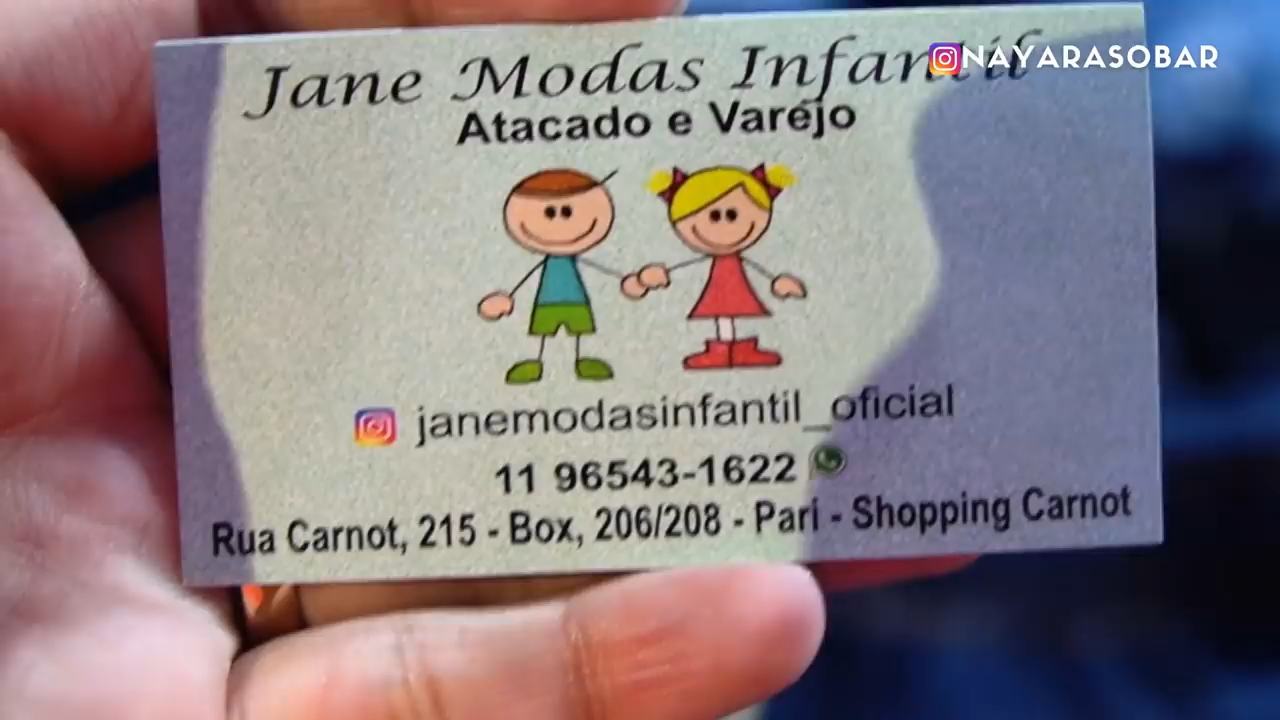 NAYARASOBAR
Jane Modas Infantil
Atacado e Varejo
janemodasinfantil_oficial
11 96543-1622
Rua Carnot, 215 - Box, 206/208 - Pari - Shopping Carnot